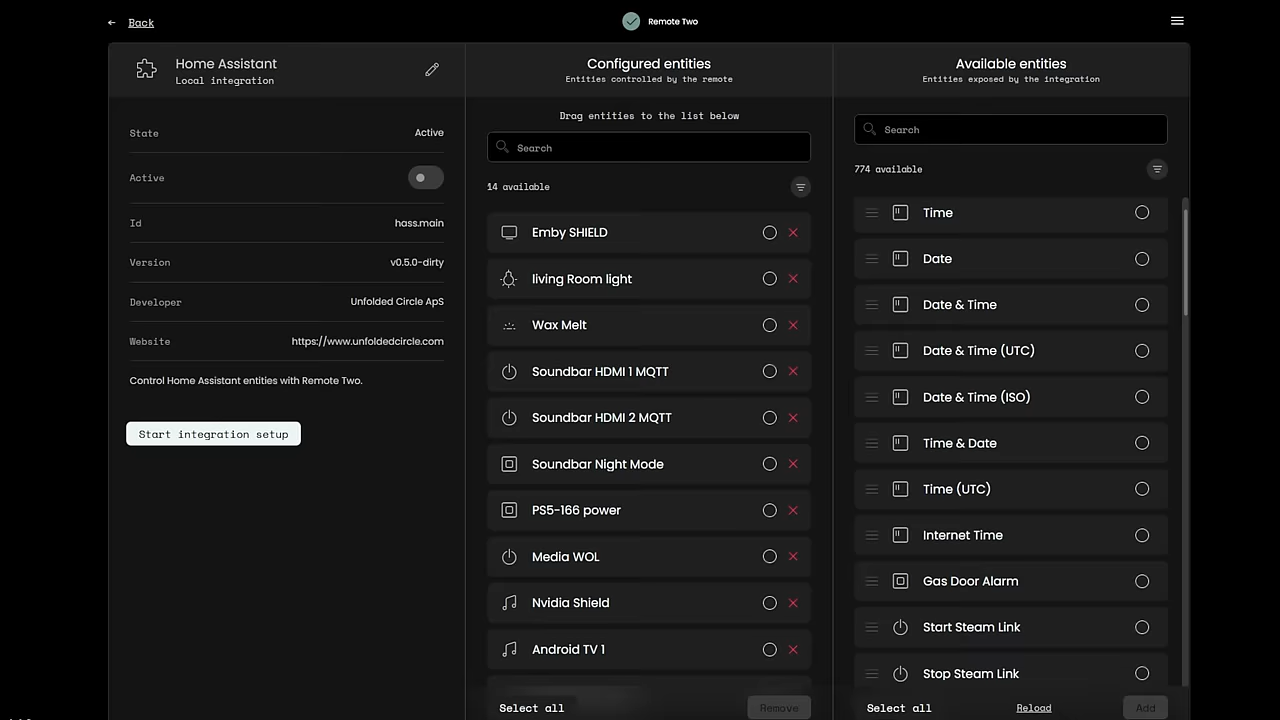 ← Back
Remote Two
Home Assistant
Local integration
State Active
Active
Id hass.main
Version v0.5.0-dirty
Developer Unfolded Circle ApS
Website https://www.unfoldedcircle.com
Control Home Assistant entities with Remote Two.
Start integration setup
Configured entities
Entities controlled by the remote
Drag entities to the list below
Search
14 available
Emby SHIELD
living Room light
Wax Melt
Soundbar HDMI 1 MQTT
Soundbar HDMI 2 MQTT
Soundbar Night Mode
PS5-166 power
Media WOL
Nvidia Shield
Android TV 1
Select all Remove
Available entities
Entities exposed by the integration
Search
774 available
Time
Date
Date & Time
Date & Time (UTC)
Date & Time (ISO)
Time & Date
Time (UTC)
Internet Time
Gas Door Alarm
Start Steam Link
Stop Steam Link
Select all Reload Add